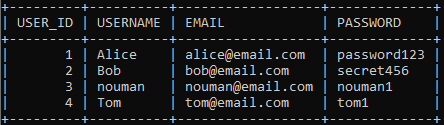 USER_ID | USERNAME | EMAIL | PASSWORD
1 | Alice | alice@email.com | password123
2 | Bob | bob@email.com | secret456
3 | nouman | nouman@email.com | nouman1
4 | Tom | tom@email.com | tom1